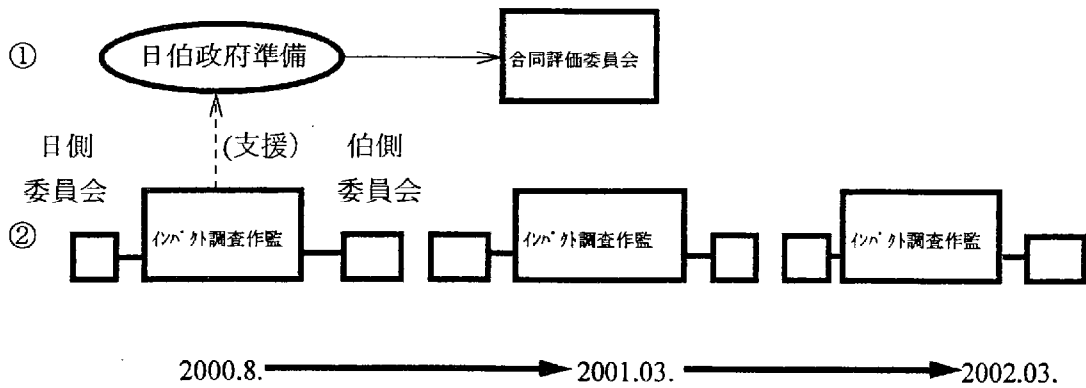 ①
日伯政府準備
合同評価委員会
日側
委員会
(支援)
伯側
委員会
②
インパクト調査作監
インパクト調査作監
インパクト調査作監
2000.8.
2001.03.
2002.03.